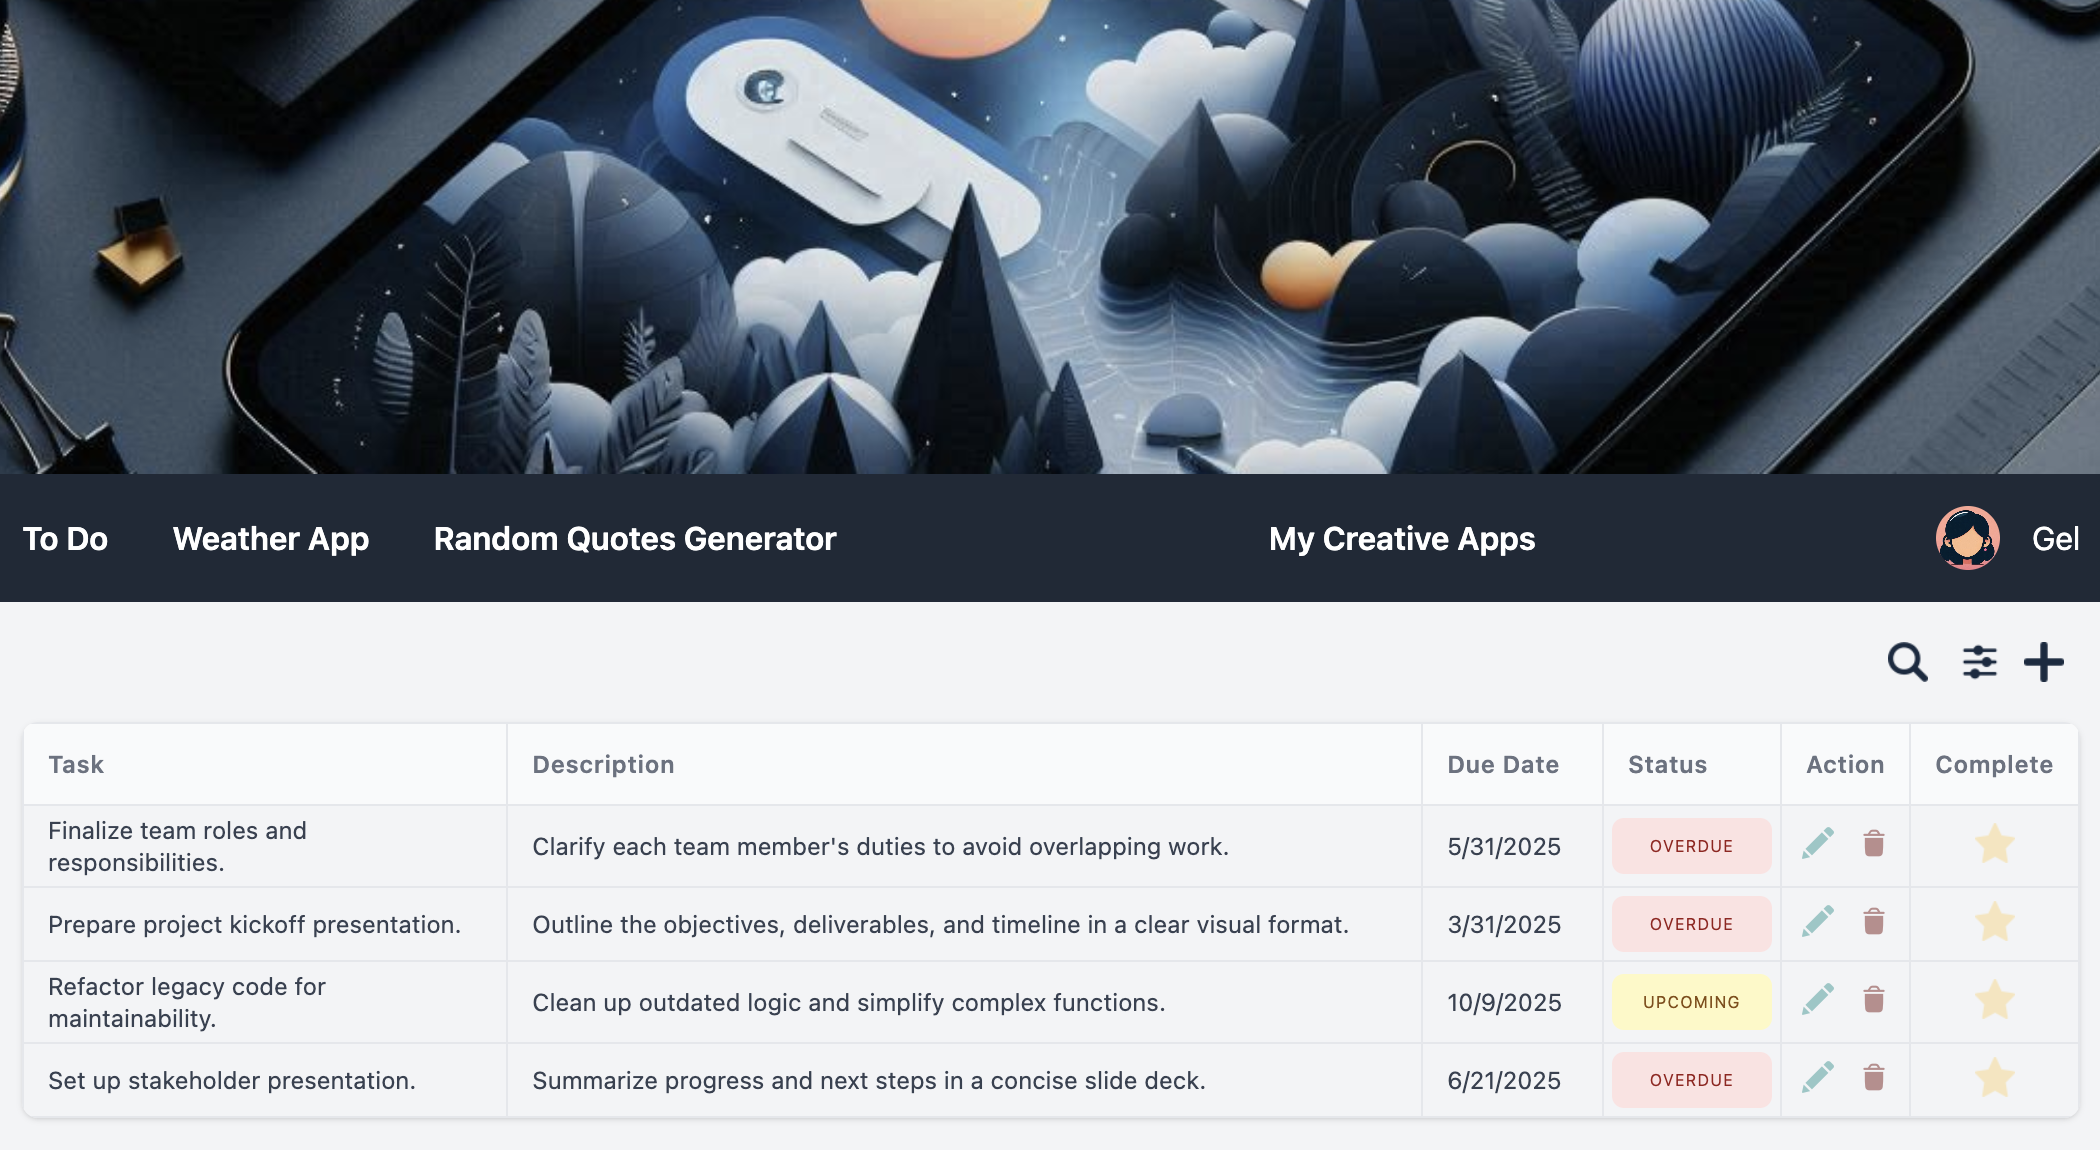 To Do Weather App Random Quotes Generator My Creative Apps Gel
Task Description Due Date Status Action Complete
Finalize team roles and
responsibilities.
Clarify each team member's duties to avoid overlapping work. 5/31/2025 OVERDUE
Prepare project kickoff presentation. Outline the objectives, deliverables, and timeline in a clear visual format. 3/31/2025 OVERDUE
Refactor legacy code for
maintainability.
Clean up outdated logic and simplify complex functions. 10/9/2025 UPCOMING
Set up stakeholder presentation. Summarize progress and next steps in a concise slide deck. 6/21/2025 OVERDUE